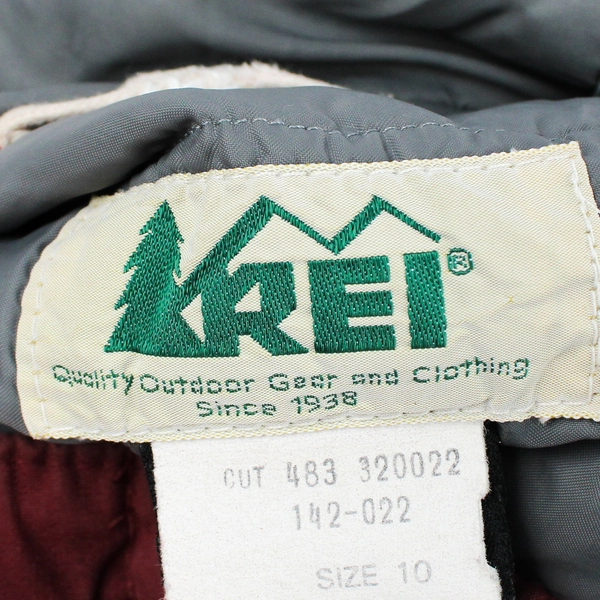 REI®
Quality Outdoor Gear and Clothing
Since 1938
CUT 483 320022
142-022
SIZE 10